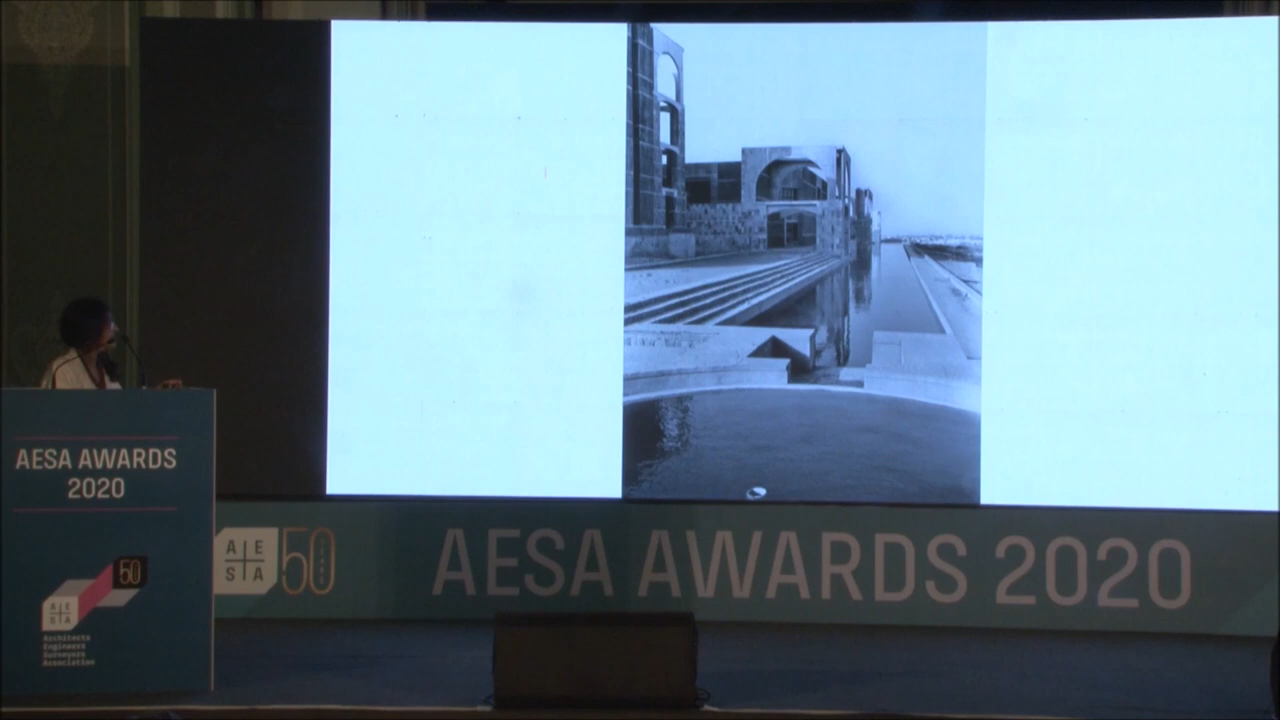 AESA AWARDS
2020
50
A E
S A
Architects
Engineers
Surveyors
Association
A E
S A
50
AESA AWARDS 2020